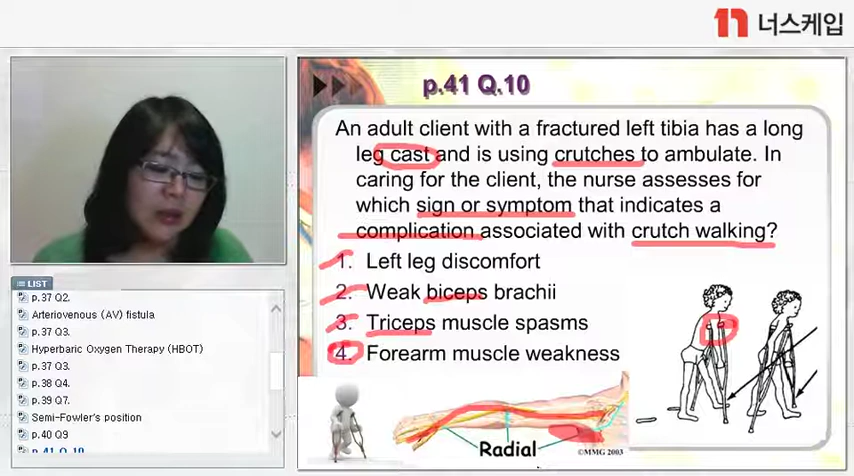 너스케입
p.41 Q.10
An adult client with a fractured left tibia has a long
leg cast and is using crutches to ambulate. In
caring for the client, the nurse assesses for
which sign or symptom that indicates a
complication associated with crutch walking?
1. Left leg discomfort
2. Weak biceps brachii
3. Triceps muscle spasms
4. Forearm muscle weakness
Radial
©MMG 2003
LIST
p.37 Q2.
Arteriovenous (AV) fistula
p.37 Q3.
Hyperbaric Oxygen Therapy (HBOT)
p.37 Q3.
p.38 Q4.
p.39 Q7.
Semi-Fowler's position
p.40 Q9
p.41 Q.10